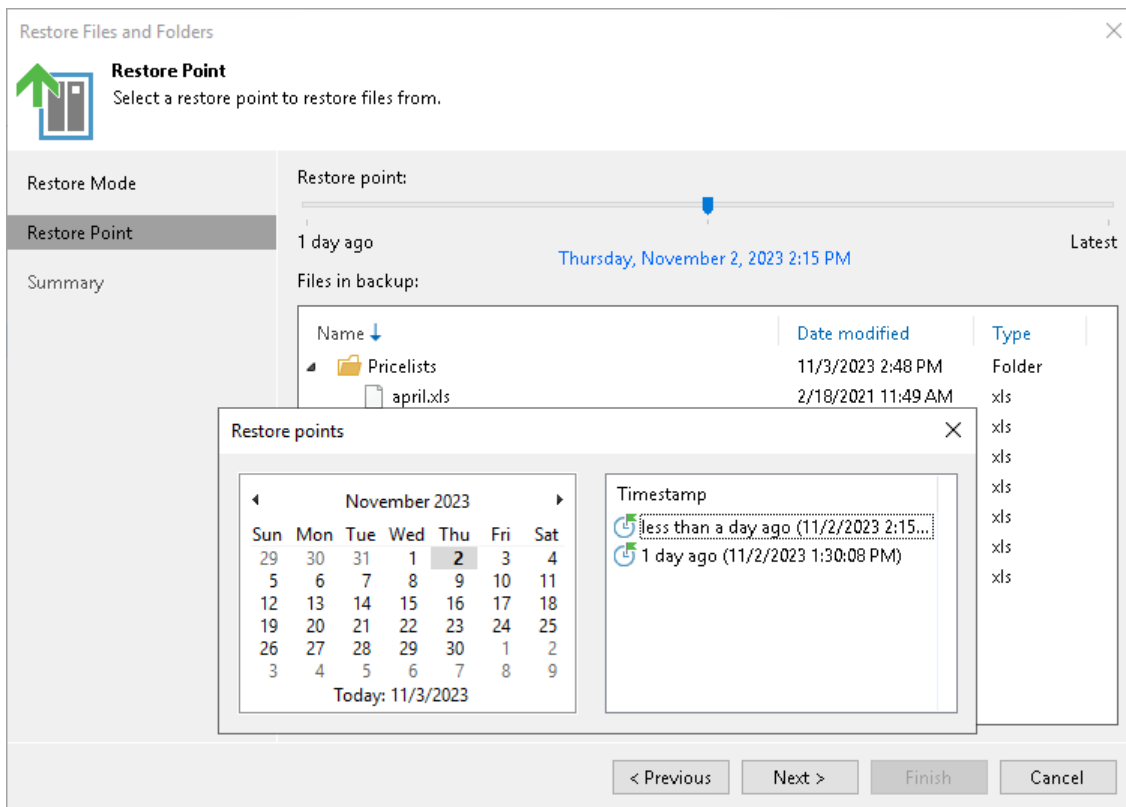 Restore Files and Folders
Restore Point
Select a restore point to restore files from.
Restore Mode
Restore Point
Summary
Restore point:
1 day ago
Thursday, November 2, 2023 2:15 PM
Latest
Files in backup:
Name Date modified Type
Pricelists 11/3/2023 2:48 PM Folder
april.xls 2/18/2021 11:49 AM xls
xls
xls
xls
xls
xls
xls
Restore points
November 2023
Sun Mon Tue Wed Thu Fri Sat
29 30 31 1 2 3 4
5 6 7 8 9 10 11
12 13 14 15 16 17 18
19 20 21 22 23 24 25
26 27 28 29 30 1 2
3 4 5 6 7 8 9
Today: 11/3/2023
Timestamp
less than a day ago (11/2/2023 2:15...
1 day ago (11/2/2023 1:30:08 PM)
< Previous Next > Finish Cancel